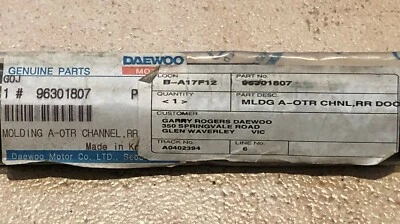 GENUINE PARTS
DAEWOO
GOJ
1 # 96301807 P
MOLDING A-OTR CHANNEL,RR
Made in Ko
Daewoo Motor Co., LTD., Seo
B-A17F12
PART NO
96301807
QUANTITY
< 1 >
PART DESC.
MLDG A-OTR CHNL,RR DOO
CUSTOMER
GARRY ROGERS DAEWOO
350 SPRINGVALE ROAD
GLEN WAVERLEY VIC
TRACK NO.
A0402394
LINE
6